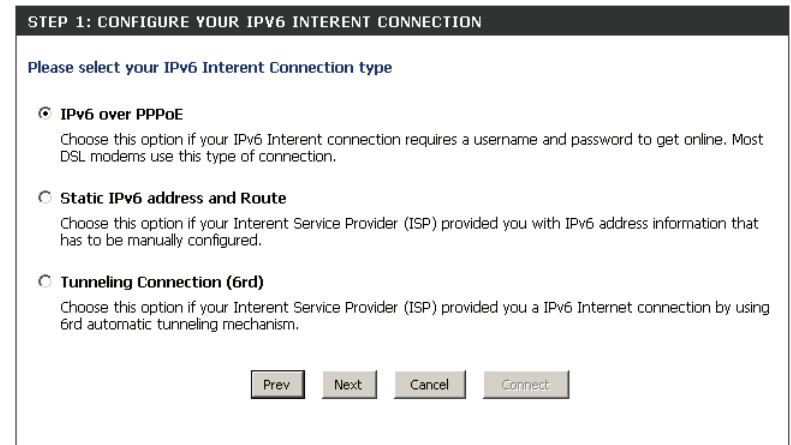 STEP 1: CONFIGURE YOUR IPV6 INTERENT CONNECTION
Please select your IPv6 Interent Connection type
IPv6 over PPPoE
Choose this option if your IPv6 Interent connection requires a username and password to get online. Most
DSL modems use this type of connection.
Static IPv6 address and Route
Choose this option if your Interent Service Provider (ISP) provided you with IPv6 address information that
has to be manually configured.
Tunneling Connection (6rd)
Choose this option if your Interent Service Provider (ISP) provided you a IPv6 Internet connection by using
6rd automatic tunneling mechanism.
Prev Next Cancel Connect